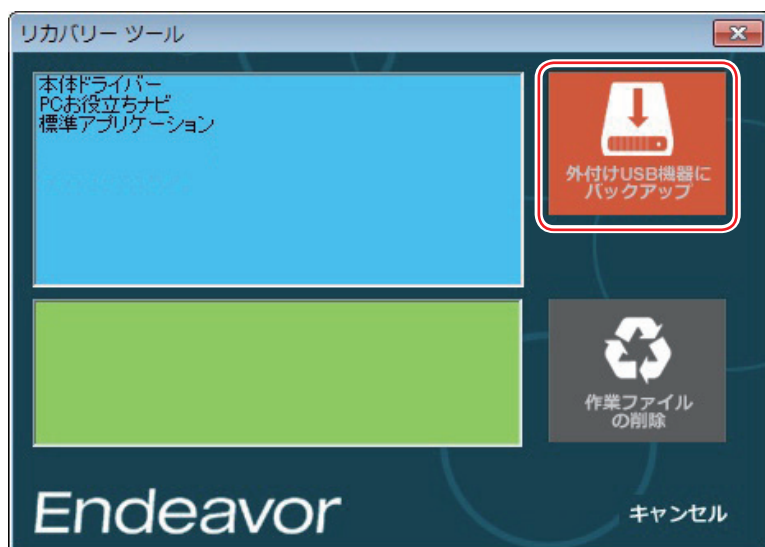 リカバリー ツール
本体ドライバー
PCお役立ちナビ
標準アプリケーション
外付けUSB機器に
バックアップ
作業ファイル
の削除
Endeavor
キャンセル